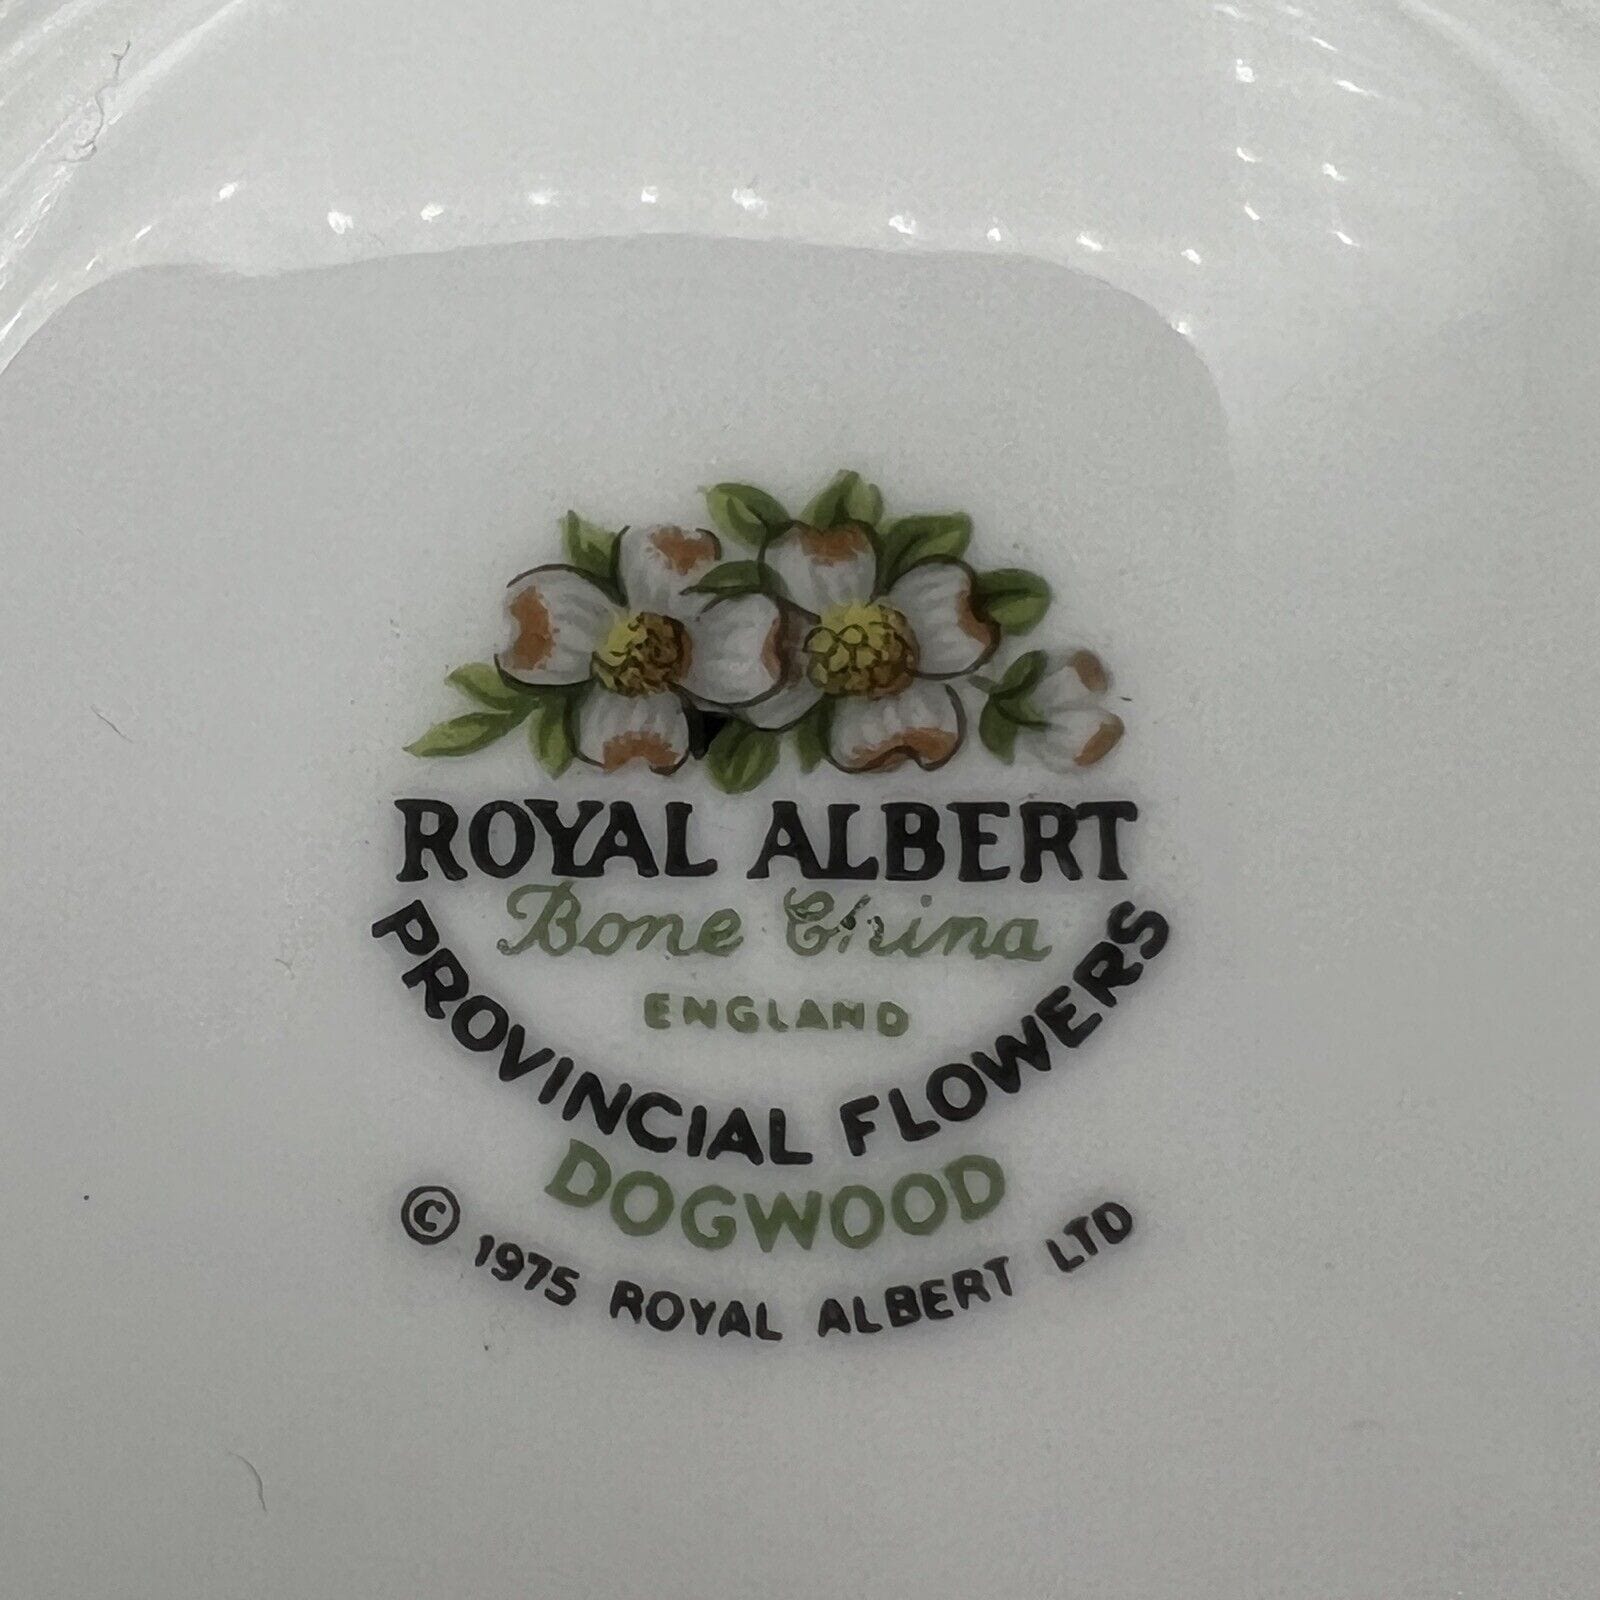 ROYAL ALBERT
Bone China
ENGLAND
PROVINCIAL FLOWERS
DOGWOOD
© 1975 ROYAL ALBERT LTD